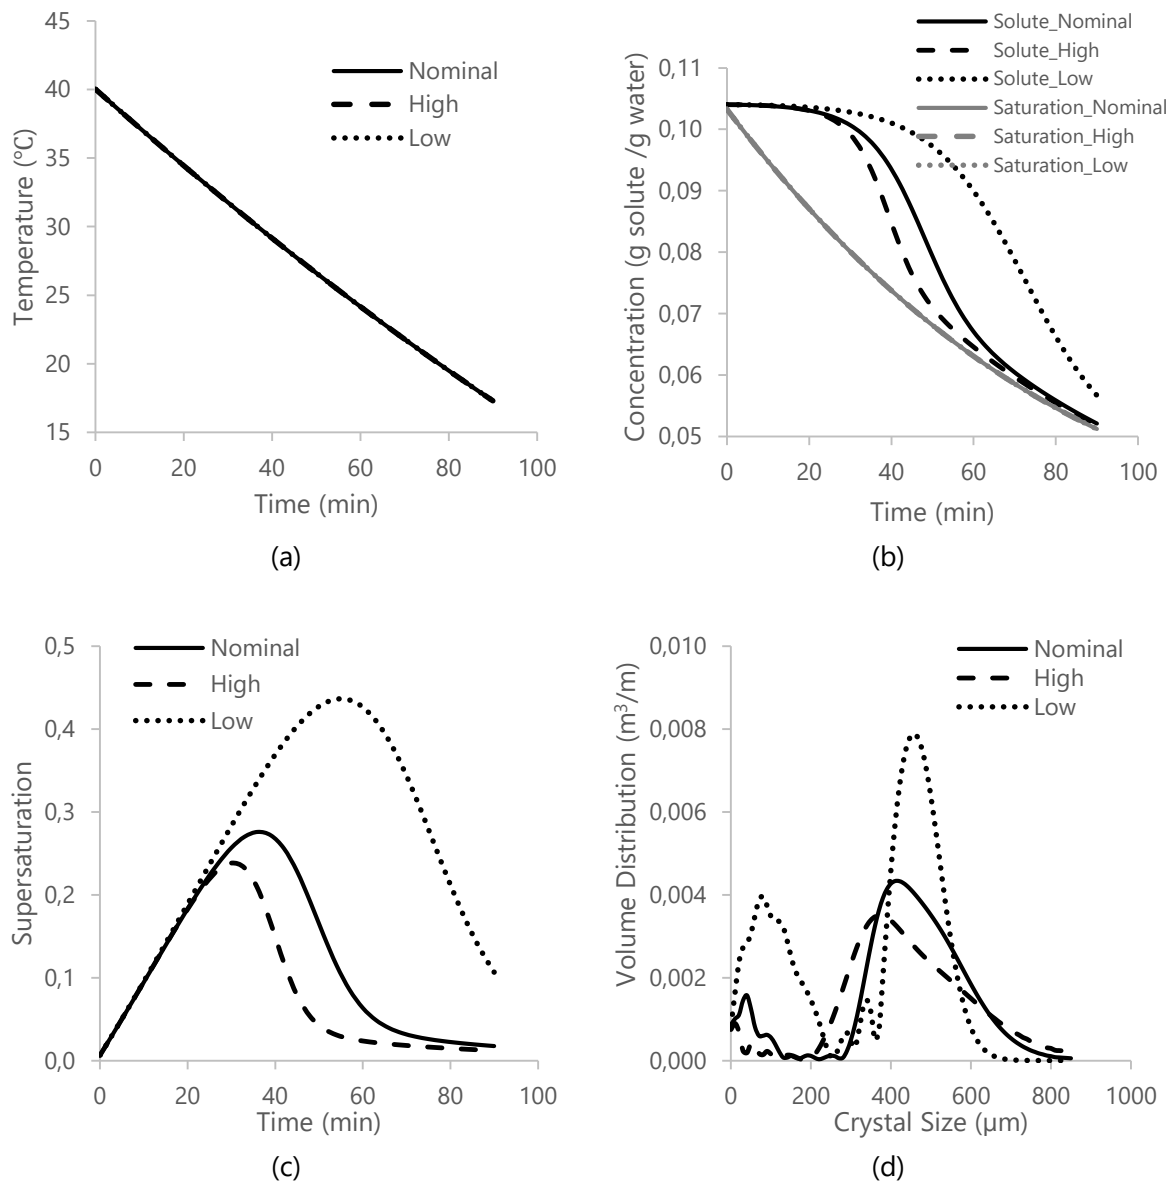 45
40
35
30
25
20
15
0
20
40
60
80
100
Temperature (°C)
Time (min)
Nominal
High
Low
(a)
Solute_Nominal
Solute_High
Solute_Low
Saturation_Nominal
Saturation_High
Saturation_Low
0,11
0,10
0,09
0,08
0,07
0,06
0,05
0
20
40
60
80
100
Concentration (g solute /g water)
Time (min)
(b)
Nominal
High
Low
0,5
0,4
0,3
0,2
0,1
0,0
0
20
40
60
80
100
Supersaturation
Time (min)
(c)
Nominal
High
Low
0,010
0,008
0,006
0,004
0,002
0,000
0
200
400
600
800
1000
Volume Distribution (m³/m)
Crystal Size (μm)
(d)